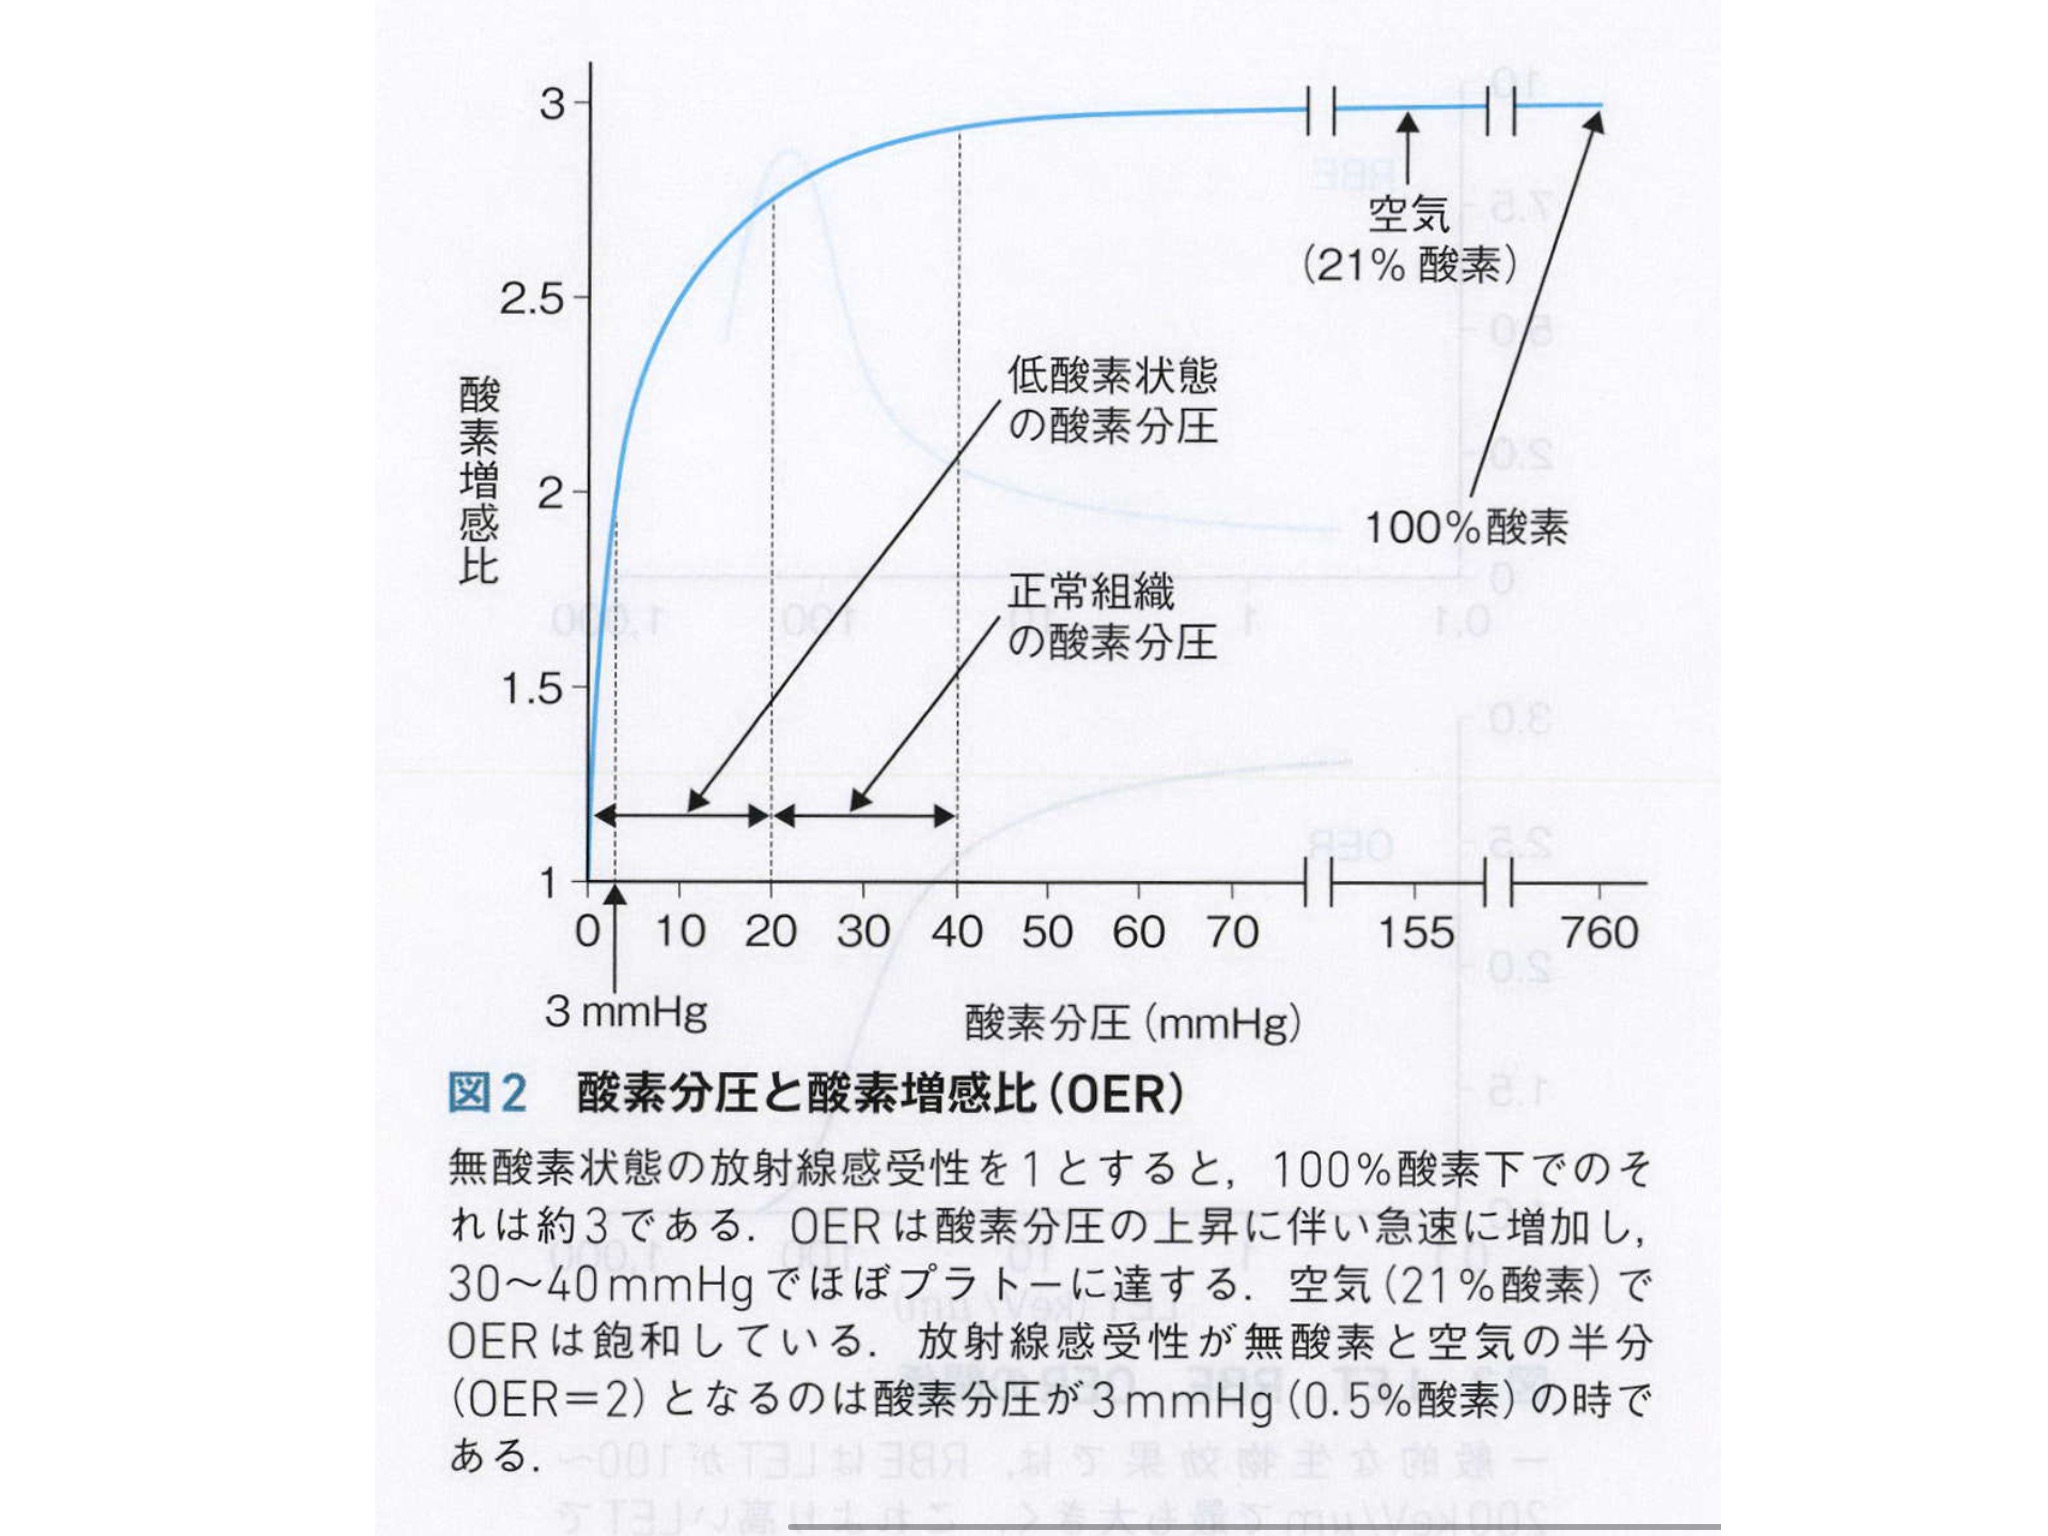 3
2.5
2
1.5
1
酸素増感比
空気
(21% 酸素)
低酸素状態
の酸素分圧
100%酸素
正常組織
の酸素分圧
0 10 20 30 40 50 60 70 155 760
3 mmHg
酸素分圧(mmHg)
図2 酸素分圧と酸素増感比(OER)
無酸素状態の放射線感受性を1とすると，100%酸素下でのそ
れは約3である．OERは酸素分圧の上昇に伴い急速に増加し，
30〜40mmHgでほぼプラトーに達する．空気(21%酸素)で
OERは飽和している．放射線感受性が無酸素と空気の半分
(OER＝2)となるのは酸素分圧が3mmHg(0.5%酸素)の時で
ある．